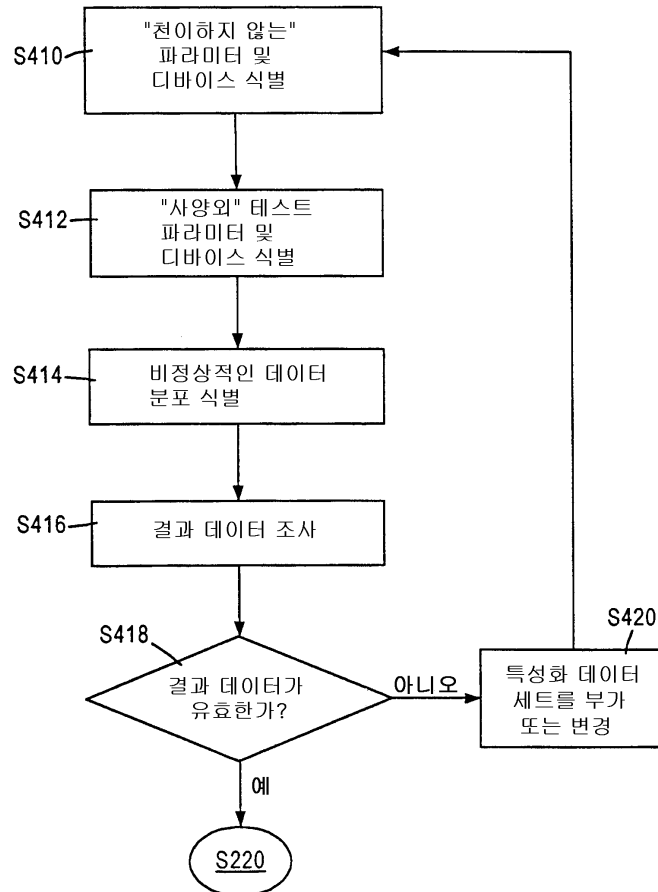 S410
"천이하지 않는"
파라미터 및
디바이스 식별
S412
"사양외" 테스트
파라미터 및
디바이스 식별
S414
비정상적인 데이터
분포 식별
S416
결과 데이터 조사
S418
결과 데이터가
유효한가?
아니오
S420
특성화 데이터
세트를 부가
또는 변경
예
S220